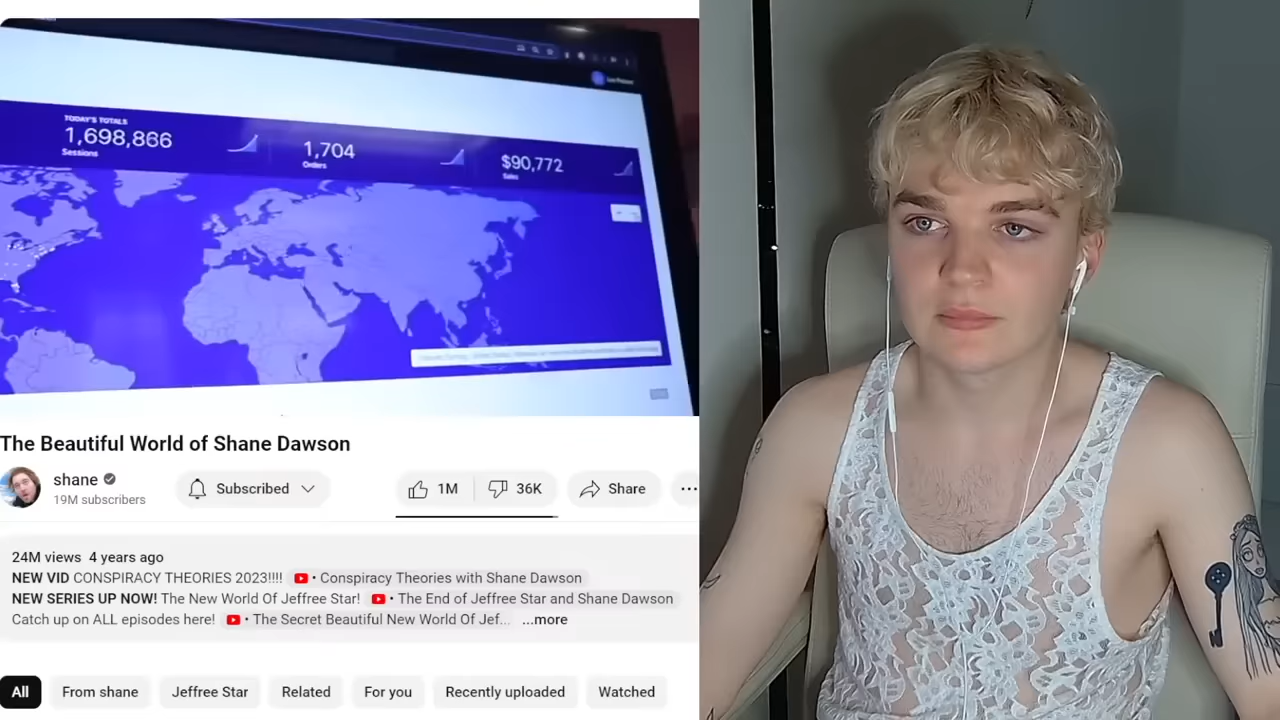 TODAY'S TOTALS
1,698,866
Sessions
1,704
Orders
$90,772
Sales
The Beautiful World of Shane Dawson
shane
19M subscribers
Subscribed
1M
36K
Share
24M views 4 years ago
NEW VID CONSPIRACY THEORIES 2023!!!! • Conspiracy Theories with Shane Dawson
NEW SERIES UP NOW! The New World Of Jeffree Star! • The End of Jeffree Star and Shane Dawson
Catch up on ALL episodes here! • The Secret Beautiful New World Of Jef... ...more
All
From shane
Jeffree Star
Related
For you
Recently uploaded
Watched